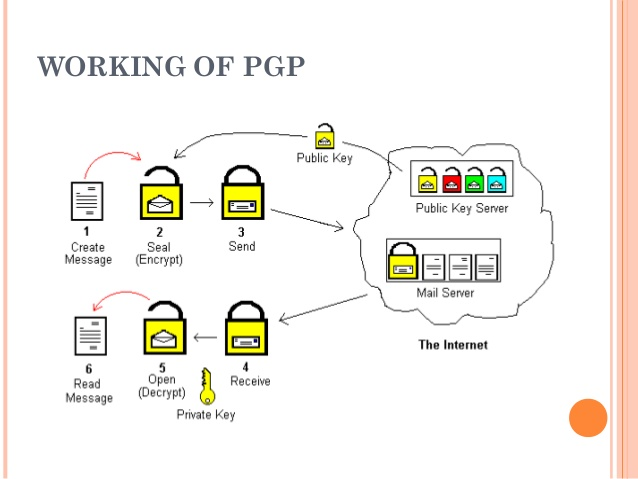 WORKING OF PGP
Public Key
Public Key Server
1
Create
Message
2
Seal
(Encrypt)
3
Send
Mail Server
The Internet
6
Read
Message
5
Open
(Decrypt)
Private Key
4
Receive